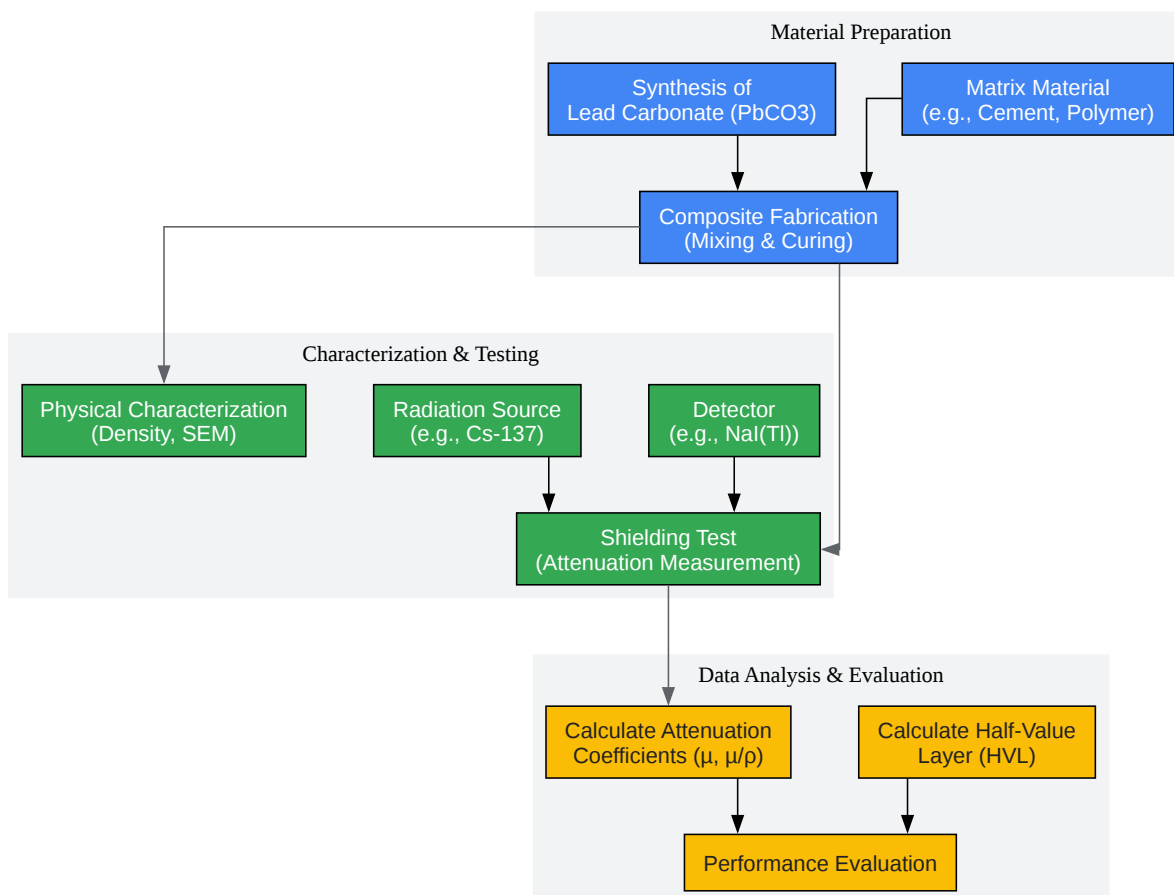 Material Preparation
Synthesis of
Lead Carbonate (PbCO3)
Matrix Material
(e.g., Cement, Polymer)
Composite Fabrication
(Mixing & Curing)
Characterization & Testing
Physical Characterization
(Density, SEM)
Radiation Source
(e.g., Cs-137)
Detector
(e.g., NaI(Tl))
Shielding Test
(Attenuation Measurement)
Data Analysis & Evaluation
Calculate Attenuation
Coefficients (μ, μ/ρ)
Calculate Half-Value
Layer (HVL)
Performance Evaluation